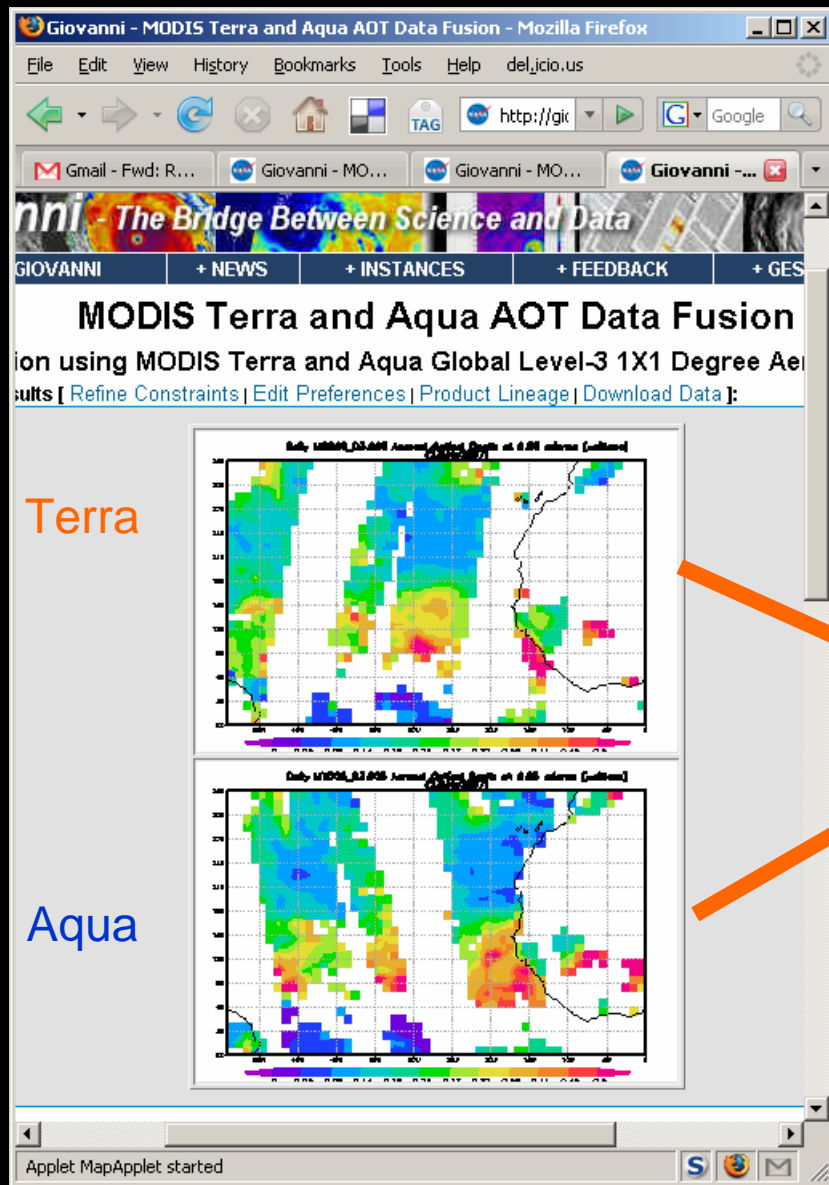 Giovanni - MODIS Terra and Aqua AOT Data Fusion - Mozilla Firefox
File Edit View History Bookmarks Tools Help del.icio.us
TAG http://gio G Google
Gmail - Fwd: R... Giovanni - MO... Giovanni - MO... Giovanni -...
nni - The Bridge Between Science and Data
GIOVANNI + NEWS + INSTANCES + FEEDBACK + GES
MODIS Terra and Aqua AOT Data Fusion
ion using MODIS Terra and Aqua Global Level-3 1X1 Degree Aer
sults [ Refine Constraints | Edit Preferences | Product Lineage | Download Data ]:
Terra
Aqua
Applet MapApplet started